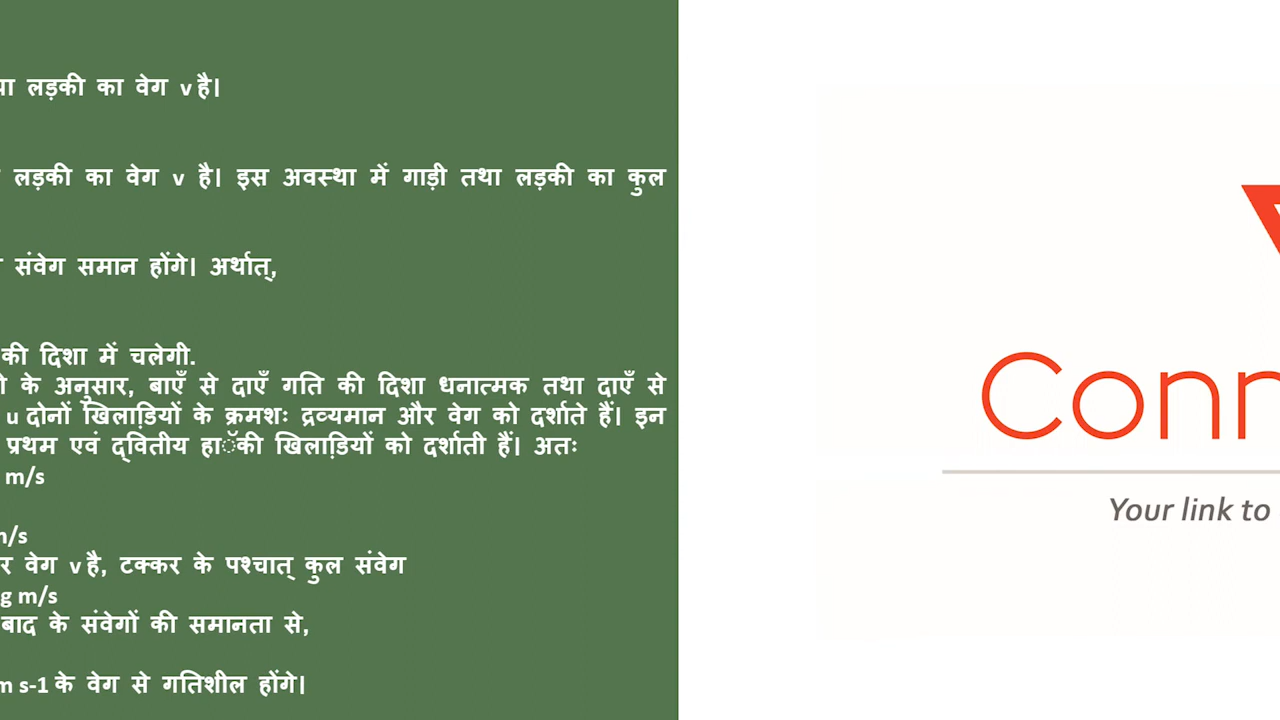 लड़की का वेग v है।
लड़की का वेग v है। इस अवस्था में गाड़ी तथा लड़की का कुल
संवेग समान होंगे। अर्थात्,
की दिशा में चलेगी.
के अनुसार, बाएँ से दाएँ गति की दिशा धनात्मक तथा दाएँ से
u दोनों खिलाडि़यों के क्रमशः द्रव्यमान और वेग को दर्शाते हैं। इन
प्रथम एवं द्वितीय हाॅकी खिलाडि़यों को दर्शाती हैं। अतः
m/s
m/s
वेग v है, टक्कर के पश्चात् कुल संवेग
g m/s
बाद के संवेगों की समानता से,
m s-1 के वेग से गतिशील होंगे।
Conn
Your link to